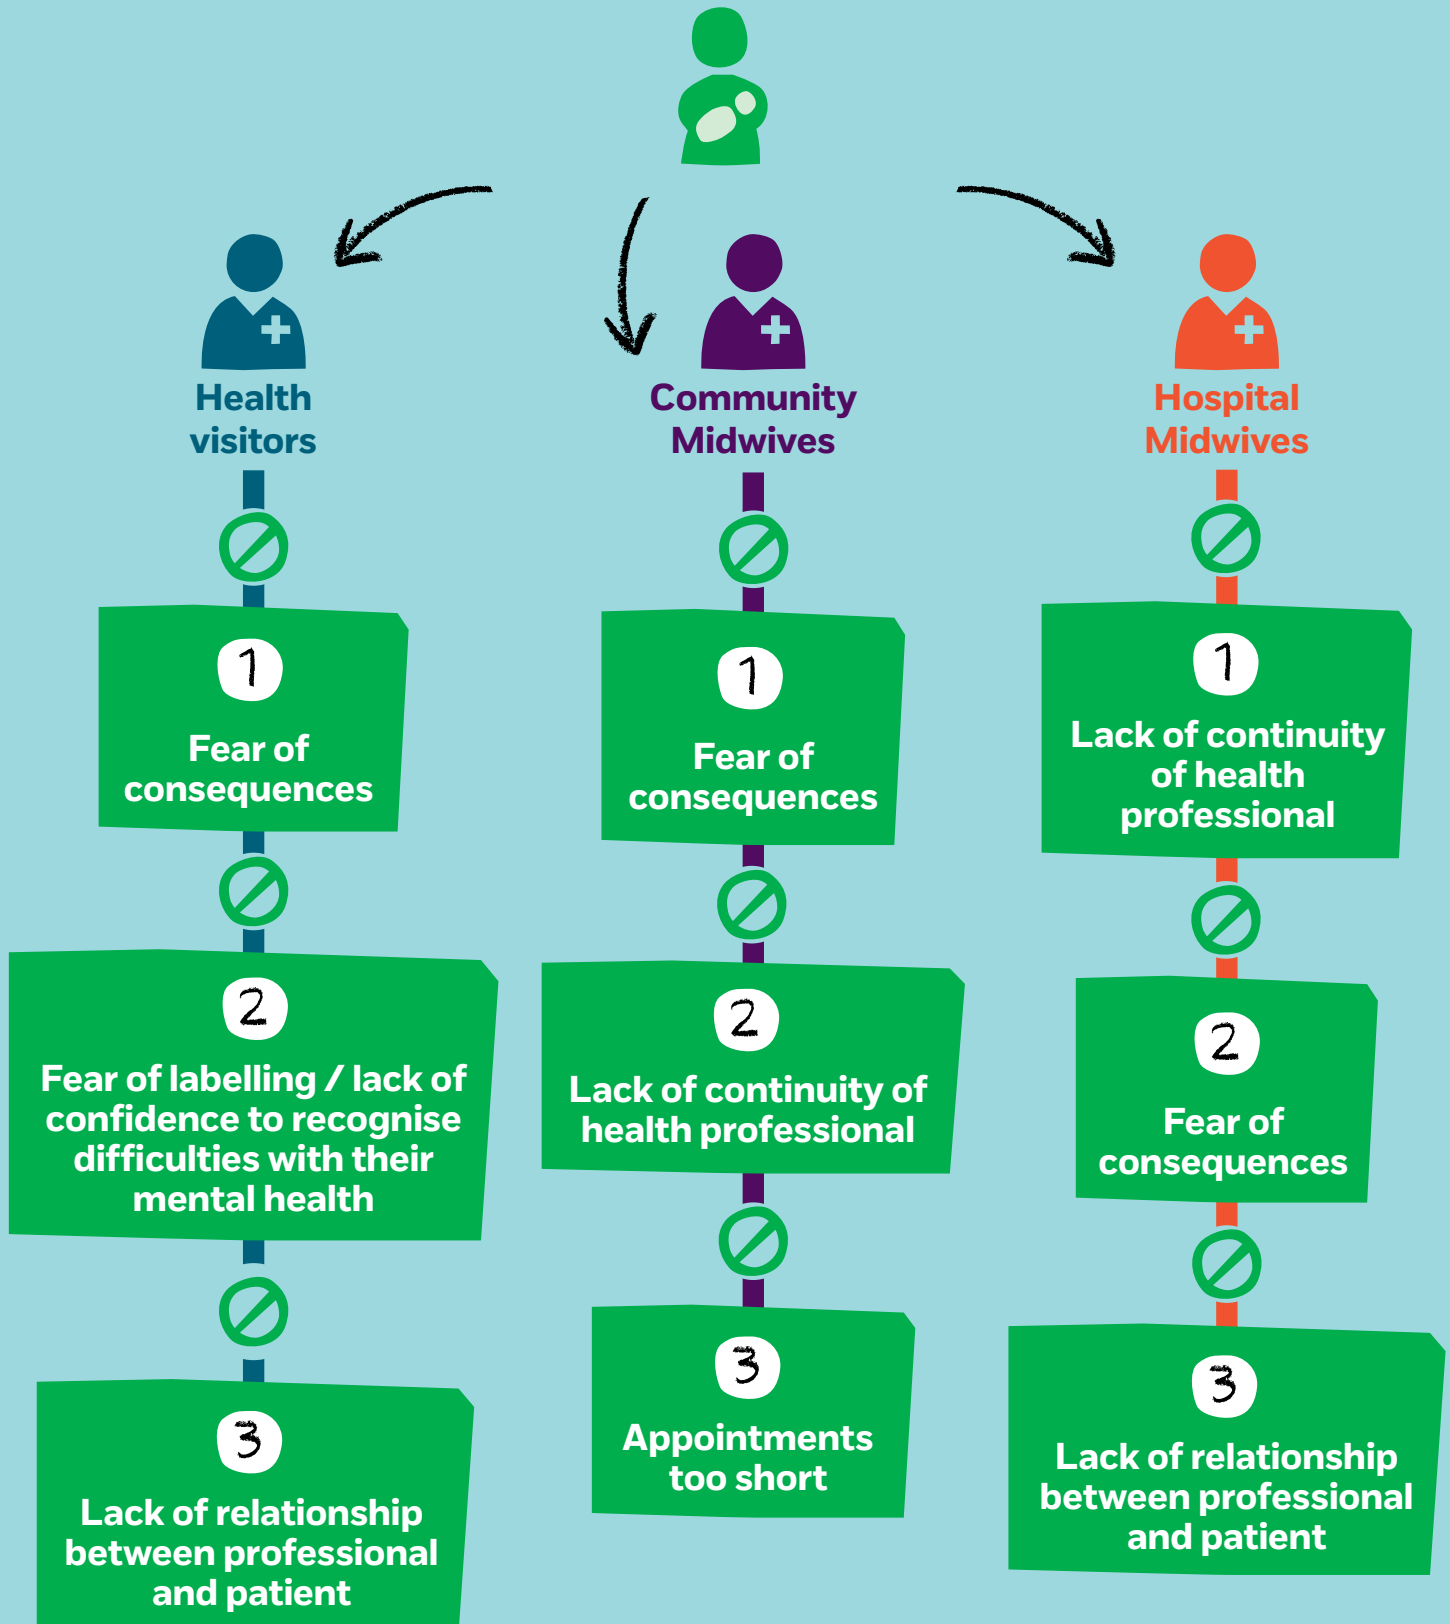 Health
visitors
1
Fear of
consequences
2
Fear of labelling / lack of
confidence to recognise
difficulties with their
mental health
3
Lack of relationship
between professional
and patient
Community
Midwives
1
Fear of
consequences
2
Lack of continuity of
health professional
3
Appointments
too short
Hospital
Midwives
1
Lack of continuity
of health
professional
2
Fear of
consequences
3
Lack of relationship
between professional
and patient